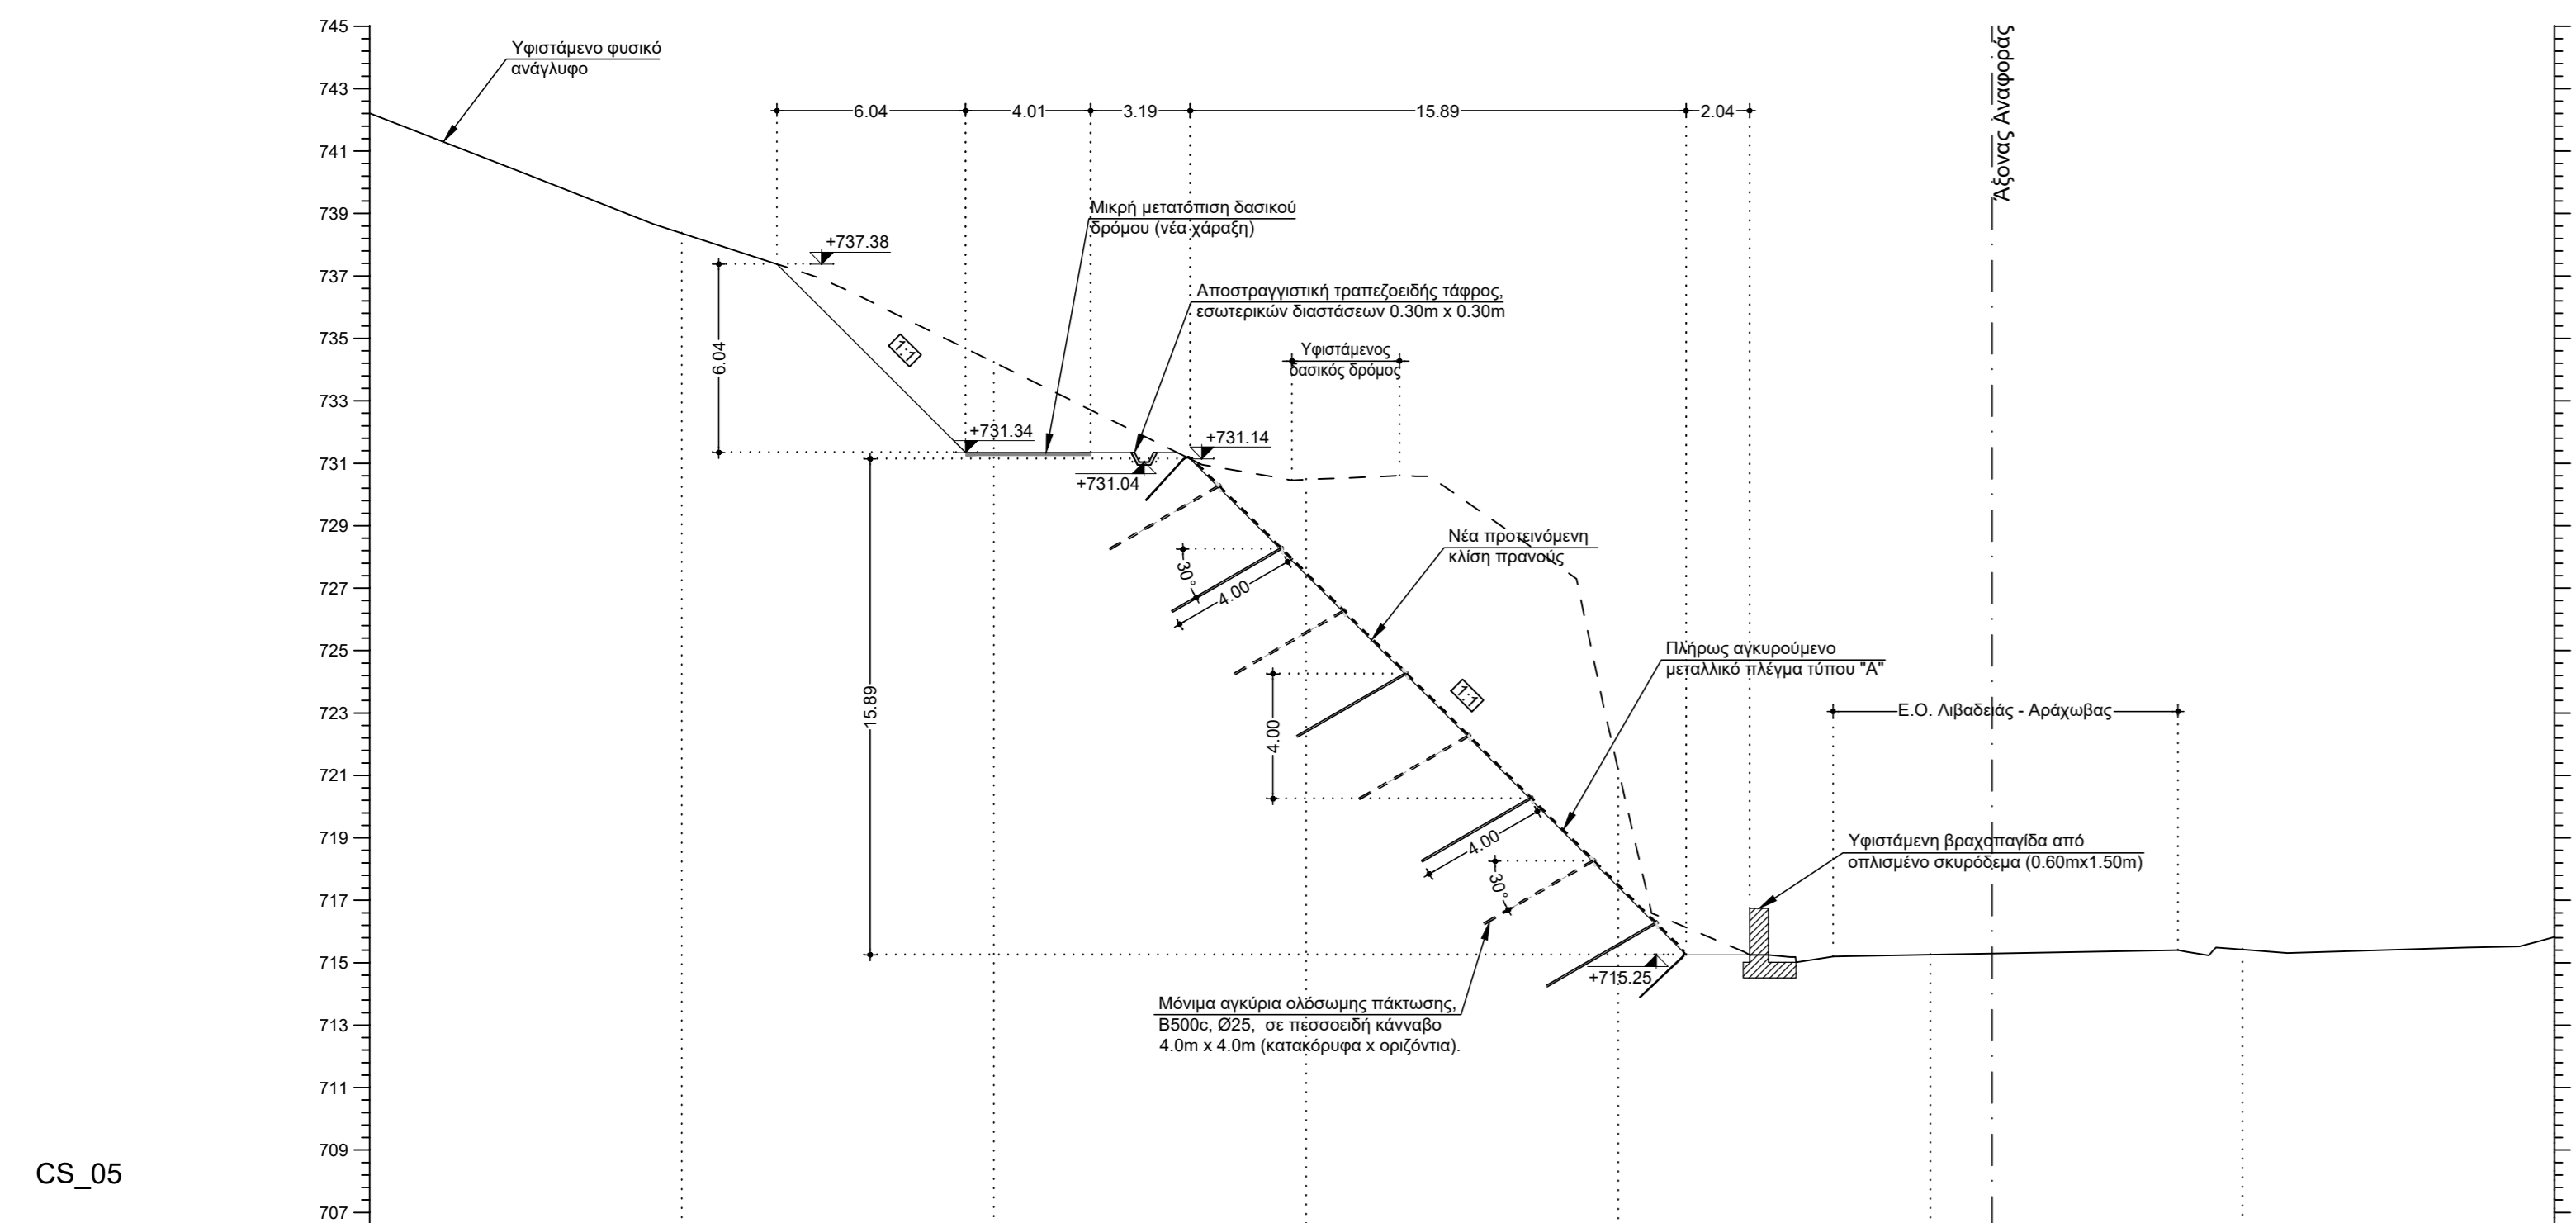 745
743
741
739
737
735
733
731
729
727
725
723
721
719
717
715
713
711
709
707
CS_05
Υφιστάμενο φυσικό
ανάγλυφο
6.04
4.01
3.19
15.89
2.04
Άξονας Αναφοράς
Μικρή μετατόπιση δασικού
δρόμου (νέα χάραξη)
+737.38
Αποστραγγιστική τραπεζοειδής τάφρος,
εσωτερικών διαστάσεων 0.30m x 0.30m
1:1
6.04
Υφιστάμενος
δασικός δρόμος
+731.34
+731.14
+731.04
Νέα προτεινόμενη
κλίση πρανούς
30°
4.00
Πλήρως αγκυρούμενο
μεταλλικό πλέγμα τύπου "Α"
1:1
15.89
4.00
Ε.Ο. Λιβαδειάς - Αράχωβας
4.00
30°
Υφιστάμενη βραχοπαγίδα από
οπλισμένο σκυρόδεμα (0.60mx1.50m)
+715.25
Μόνιμα αγκύρια ολόσωμης πάκτωσης,
B500c, Ø25, σε πεσσοειδή κάνναβο
4.0m x 4.0m (κατακόρυφα x οριζόντια).